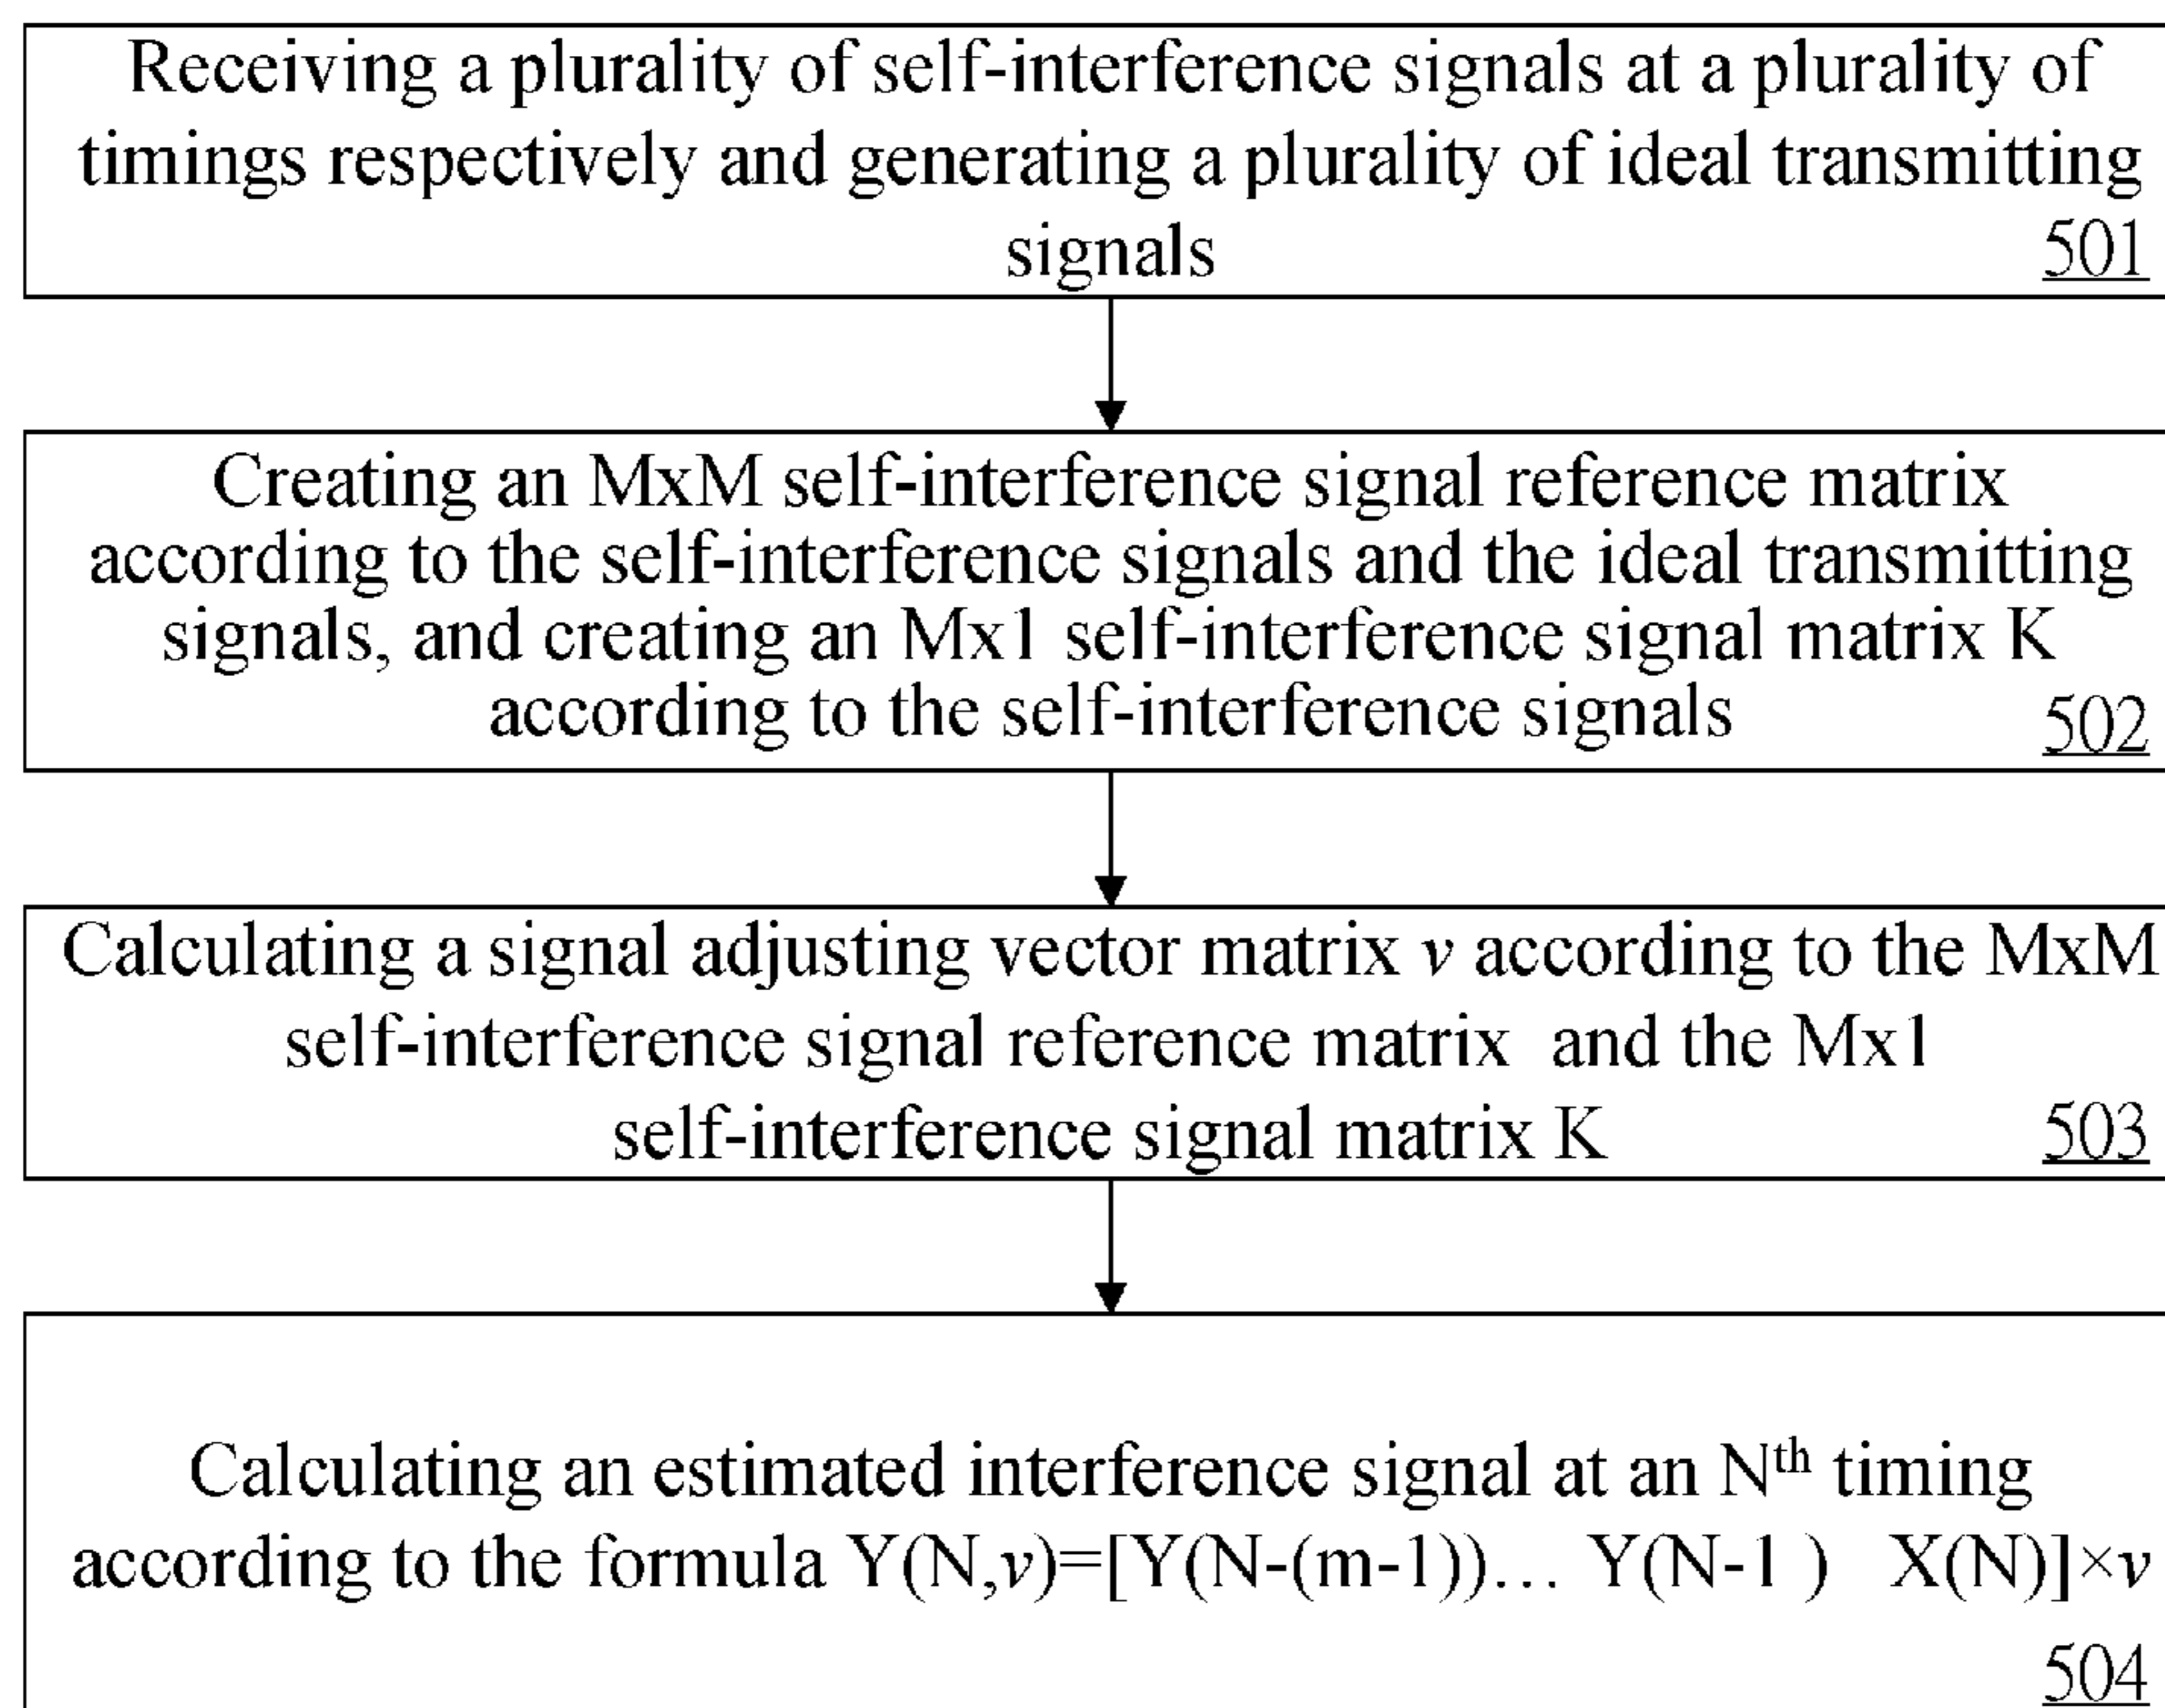 Receiving a plurality of self-interference signals at a plurality of
timings respectively and generating a plurality of ideal transmitting
signals
501
Creating an MxM self-interference signal reference matrix
according to the self-interference signals and the ideal transmitting
signals, and creating an Mx1 self-interference signal matrix K
according to the self-interference signals
502
Calculating a signal adjusting vector matrix v according to the MxM
self-interference signal reference matrix and the Mx1
self-interference signal matrix K
503
Calculating an estimated interference signal at an Nth timing
according to the formula Y(N,v)=[Y(N-(m-1))… Y(N-1 ) X(N)]×v
504